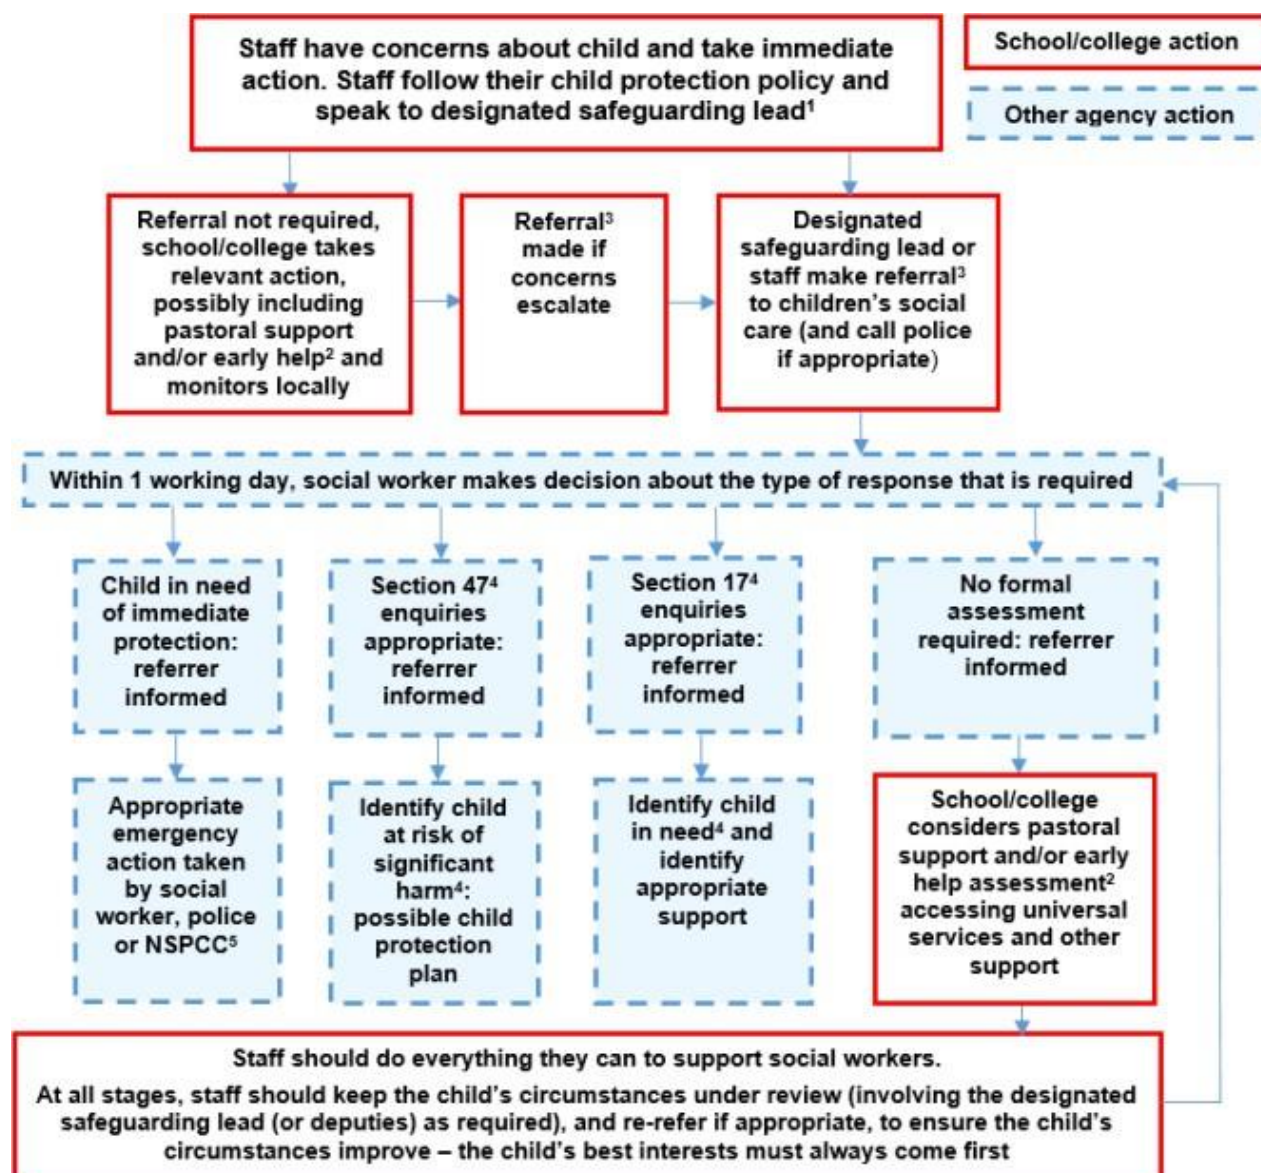 Staff have concerns about child and take immediate
action. Staff follow their child protection policy and
speak to designated safeguarding lead¹
School/college action
Other agency action
Referral not required,
school/college takes
relevant action,
possibly including
pastoral support
and/or early help² and
monitors locally
Referral³
made if
concerns
escalate
Designated
safeguarding lead or
staff make referral³
to children’s social
care (and call police
if appropriate)
Within 1 working day, social worker makes decision about the type of response that is required
Child in need
of immediate
protection:
referrer
informed
Section 47⁴
enquiries
appropriate:
referrer
informed
Section 17⁴
enquiries
appropriate:
referrer
informed
No formal
assessment
required: referrer
informed
Appropriate
emergency
action taken
by social
worker, police
or NSPCC⁵
Identify child
at risk of
significant
harm⁴:
possible child
protection
plan
Identify child
in need⁴ and
identify
appropriate
support
School/college
considers pastoral
support and/or early
help assessment²
accessing universal
services and other
support
Staff should do everything they can to support social workers.
At all stages, staff should keep the child’s circumstances under review (involving the designated
safeguarding lead (or deputies) as required), and re-refer if appropriate, to ensure the child’s
circumstances improve – the child’s best interests must always come first